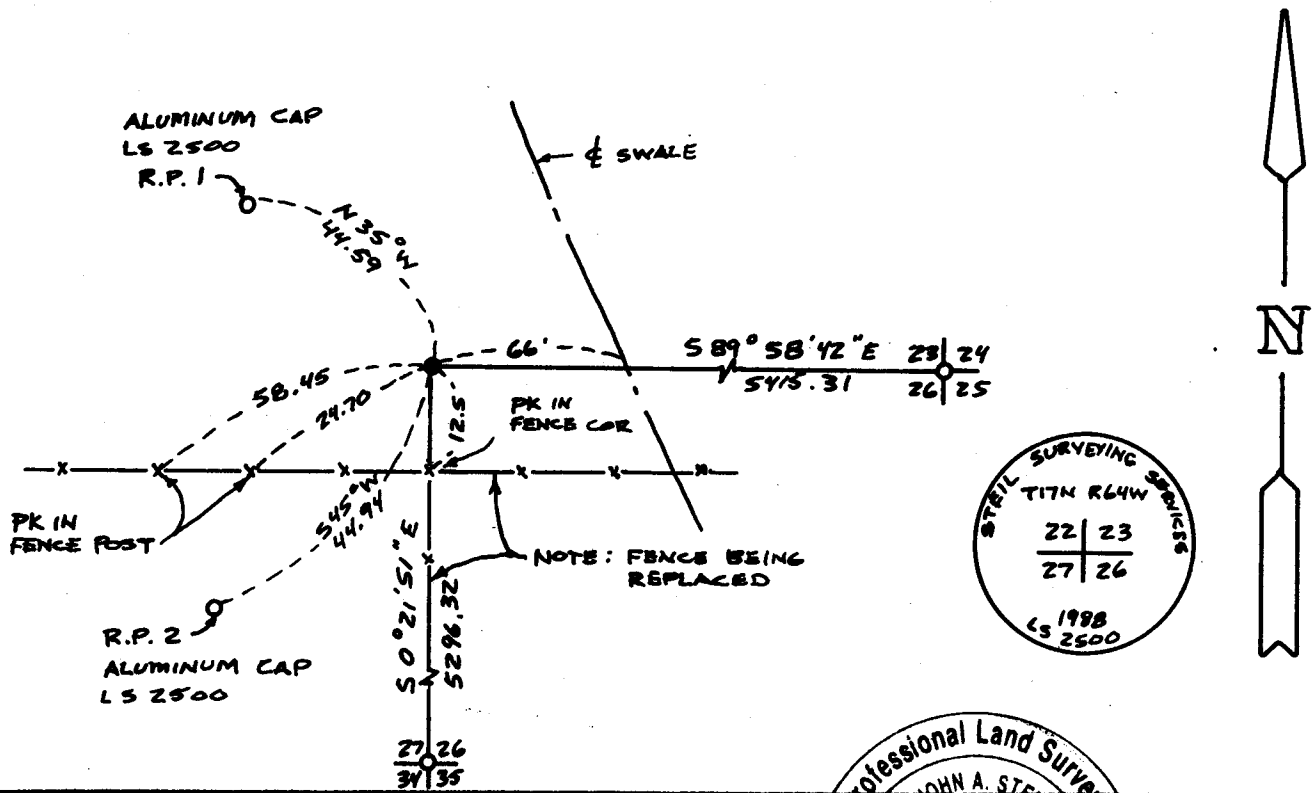 ALUMINUM CAP
LS 2500
R.P. 1
℄ SWALE
N 35° W
44.59
N
66'
S 89° 58' 42" E
5415.31
23 24
26 25
58.45
24.70
12.5
PK IN
FENCE COR
PK IN
FENCE POST
S 45° W
44.94
NOTE: FENCE BEING
REPLACED
S 0° 21' 51" E
5296.32
R.P. 2
ALUMINUM CAP
LS 2500
27 26
34 35
STEIL SURVEYING SERVICES
T17N R64W
22 23
27 26
1988
LS 2500
Professional Land Surve
JOHN A. STE